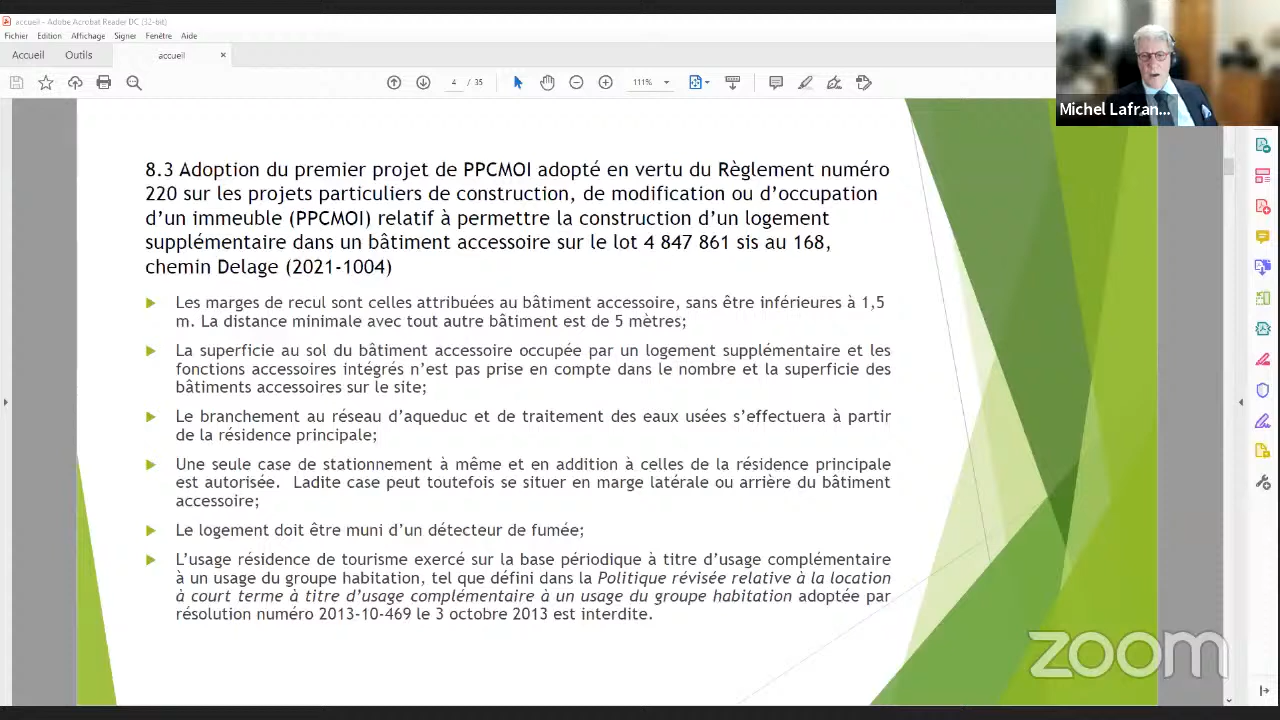 accueil - Adobe Acrobat Reader DC (32-bit)
Fichier Edition Affichage Signer Fenêtre Aide
Accueil Outils accueil ×
4 / 35 111%
Michel Lafran...
8.3 Adoption du premier projet de PPCMOI adopté en vertu du Règlement numéro
220 sur les projets particuliers de construction, de modification ou d’occupation
d’un immeuble (PPCMOI) relatif à permettre la construction d’un logement
supplémentaire dans un bâtiment accessoire sur le lot 4 847 861 sis au 168,
chemin Delage (2021-1004)
Les marges de recul sont celles attribuées au bâtiment accessoire, sans être inférieures à 1,5
m. La distance minimale avec tout autre bâtiment est de 5 mètres;
La superficie au sol du bâtiment accessoire occupée par un logement supplémentaire et les
fonctions accessoires intégrés n’est pas prise en compte dans le nombre et la superficie des
bâtiments accessoires sur le site;
Le branchement au réseau d’aqueduc et de traitement des eaux usées s’effectuera à partir
de la résidence principale;
Une seule case de stationnement à même et en addition à celles de la résidence principale
est autorisée. Ladite case peut toutefois se situer en marge latérale ou arrière du bâtiment
accessoire;
Le logement doit être muni d’un détecteur de fumée;
L’usage résidence de tourisme exercé sur la base périodique à titre d’usage complémentaire
à un usage du groupe habitation, tel que défini dans la Politique révisée relative à la location
à court terme à titre d’usage complémentaire à un usage du groupe habitation adoptée par
résolution numéro 2013-10-469 le 3 octobre 2013 est interdite.
zoom